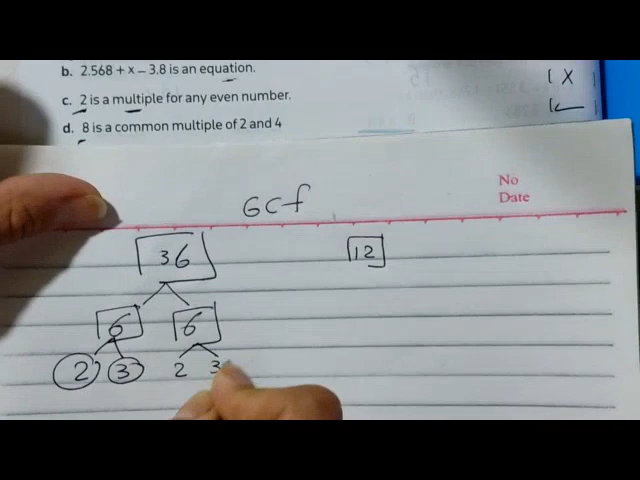 b. 2.568 + x – 3.8 is an equation.
c. 2 is a multiple for any even number.
d. 8 is a common multiple of 2 and 4
No
Date
GCf
36
12
6 6
2 3 2 3